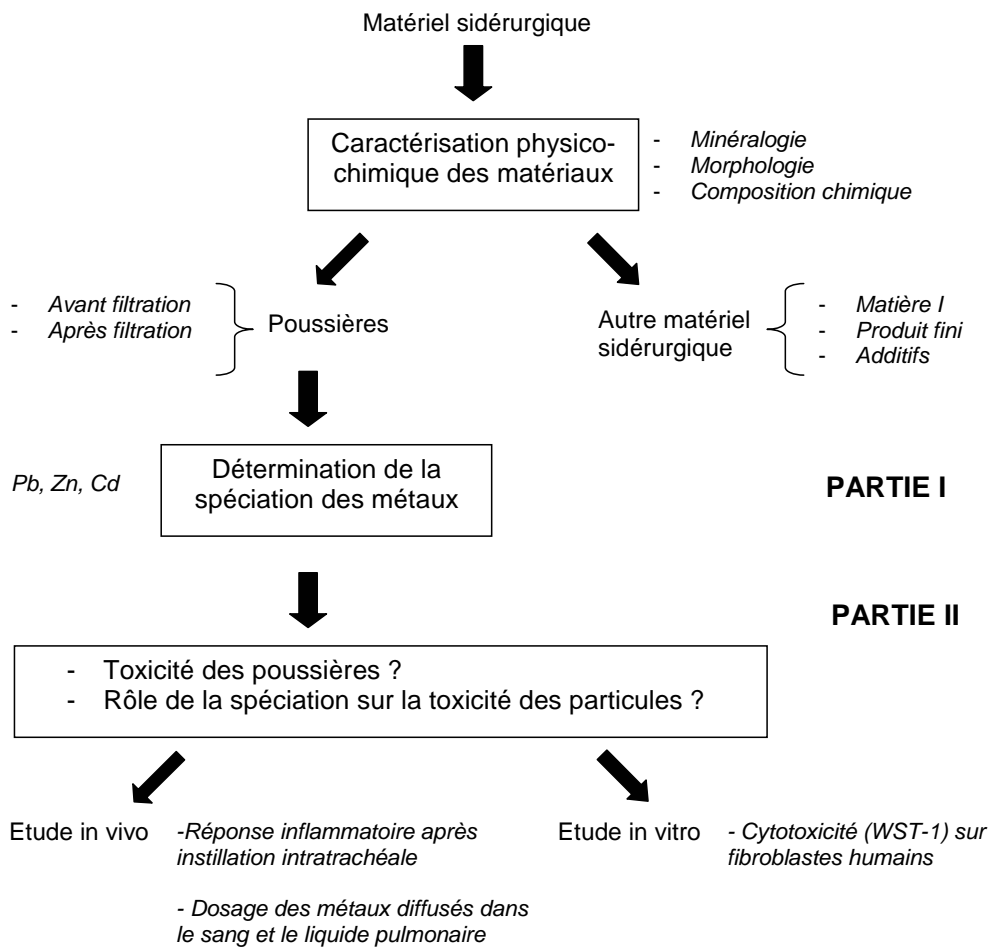 Matériel sidérurgique
Caractérisation physico-
chimique des matériaux
- Minéralogie
- Morphologie
- Composition chimique
- Avant filtration
- Après filtration
Poussières
Autre matériel
sidérurgique
- Matière I
- Produit fini
- Additifs
Pb, Zn, Cd
Détermination de la
spéciation des métaux
PARTIE I
PARTIE II
- Toxicité des poussières ?
- Rôle de la spéciation sur la toxicité des particules ?
Etude in vivo
-Réponse inflammatoire après
instillation intratrachéale
- Dosage des métaux diffusés dans
le sang et le liquide pulmonaire
Etude in vitro
- Cytotoxicité (WST-1) sur
fibroblastes humains